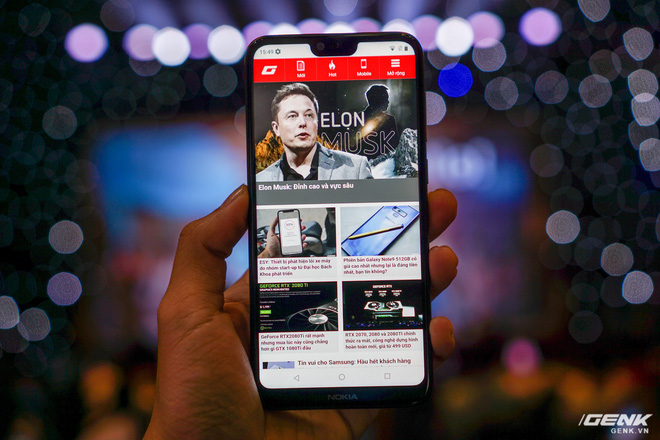 15:49
G
Mới Hot Mobile Mở rộng
ELON
MUSK
Elon Musk: Đỉnh cao và vực sâu
ESY: Thiết bị phát hiện lỗi xe máy
do nhóm start-up từ Đại học Bách
Khoa phát triển
Phiên bản Galaxy Note9 512GB
có giá cao nhất nhưng lại là đáng tiền
nhất, bạn tin không?
GEFORCE RTX 2080 TI
GEFORCE RTX
GeForce RTX2080Ti cái mạnh
nhưng mua lúc này cũng chẳng
hơn gì GTX 1080Ti đâu
RTX 2070, 2080 và 2080Ti chính
thức ra mắt, công nghệ dựng hình
hoàn toàn mới, giá từ 499 USD
Tin vui cho Samsung: Hầu hết khách hàng
NOKIA
GENK
GENK.VN